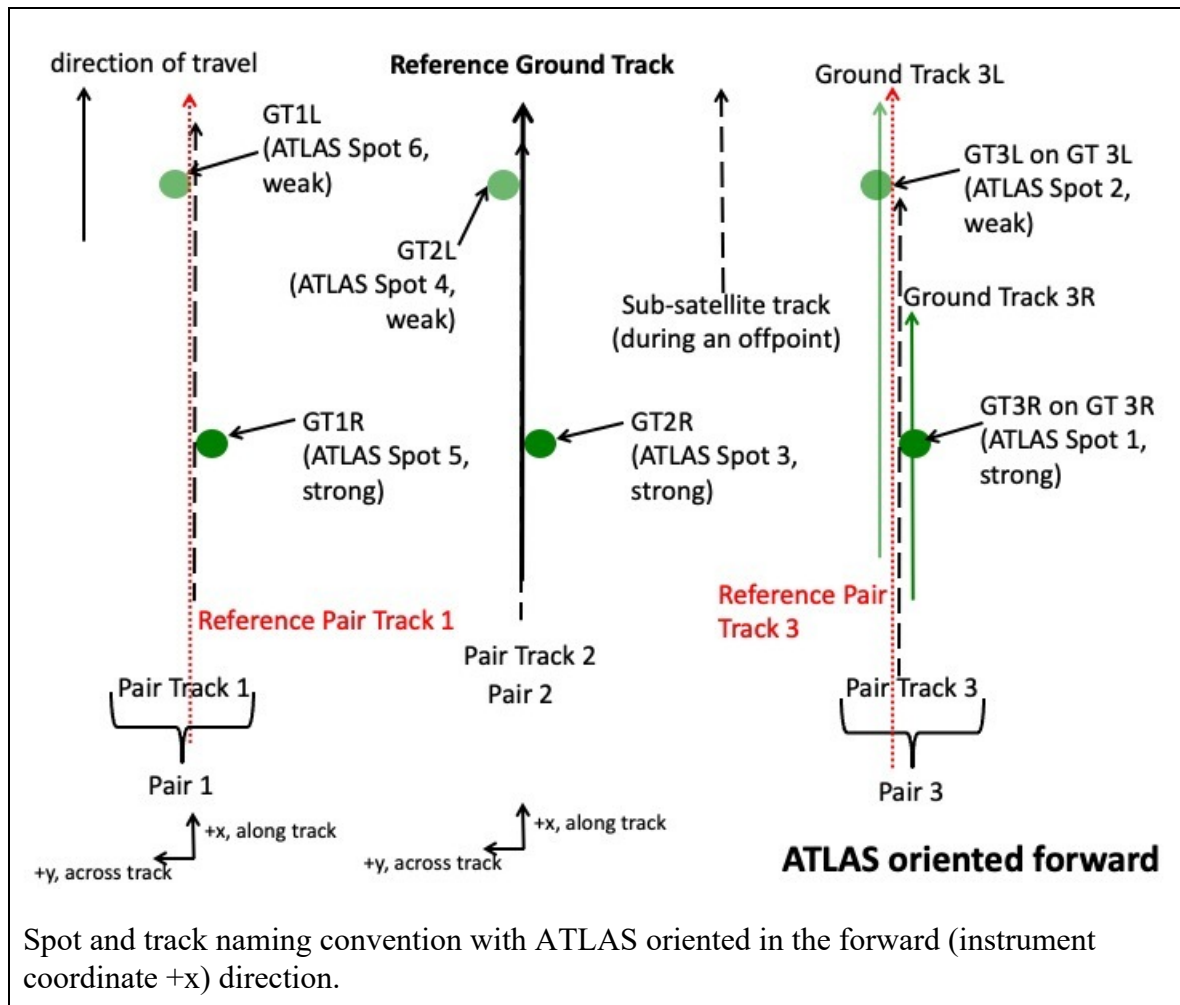 direction of travel
Reference Ground Track
Ground Track 3L
GT1L
(ATLAS Spot 6,
weak)
GT2L
(ATLAS Spot 4,
weak)
GT3L on GT 3L
(ATLAS Spot 2,
weak)
Sub-satellite track
(during an offpoint)
Ground Track 3R
GT1R
(ATLAS Spot 5,
strong)
GT2R
(ATLAS Spot 3,
strong)
GT3R on GT 3R
(ATLAS Spot 1,
strong)
Reference Pair Track 1
Reference Pair
Track 3
Pair Track 1
Pair Track 2
Pair 2
Pair Track 3
Pair 1
Pair 3
+x, along track
+y, across track
+x, along track
+y, across track
ATLAS oriented forward
Spot and track naming convention with ATLAS oriented in the forward (instrument
coordinate +x) direction.